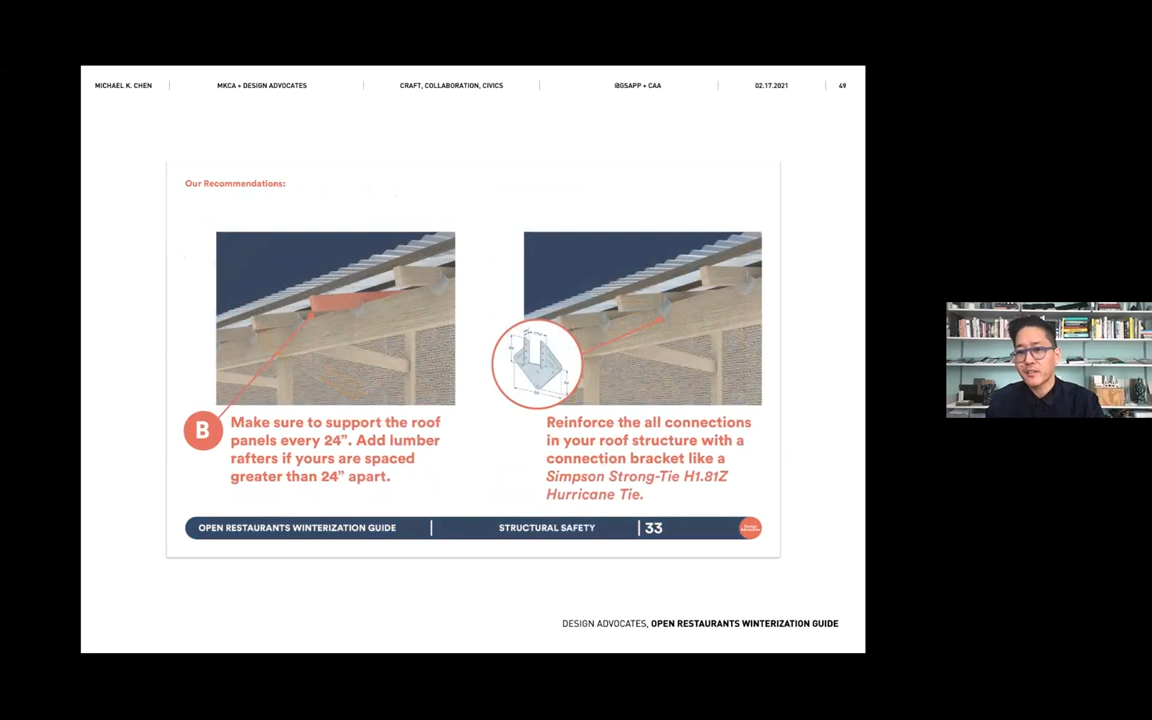 MICHAEL K. CHEN | MKCA + DESIGN ADVOCATES | CRAFT, COLLABORATION, CIVICS | @GSAPP + CAA | 02.17.2021 | 49
Our Recommendations:
B
Make sure to support the roof
panels every 24”. Add lumber
rafters if yours are spaced
greater than 24” apart.
Reinforce the all connections
in your roof structure with a
connection bracket like a
Simpson Strong-Tie H1.81Z
Hurricane Tie.
OPEN RESTAURANTS WINTERIZATION GUIDE | STRUCTURAL SAFETY | 33
Design
Advocates
DESIGN ADVOCATES, OPEN RESTAURANTS WINTERIZATION GUIDE